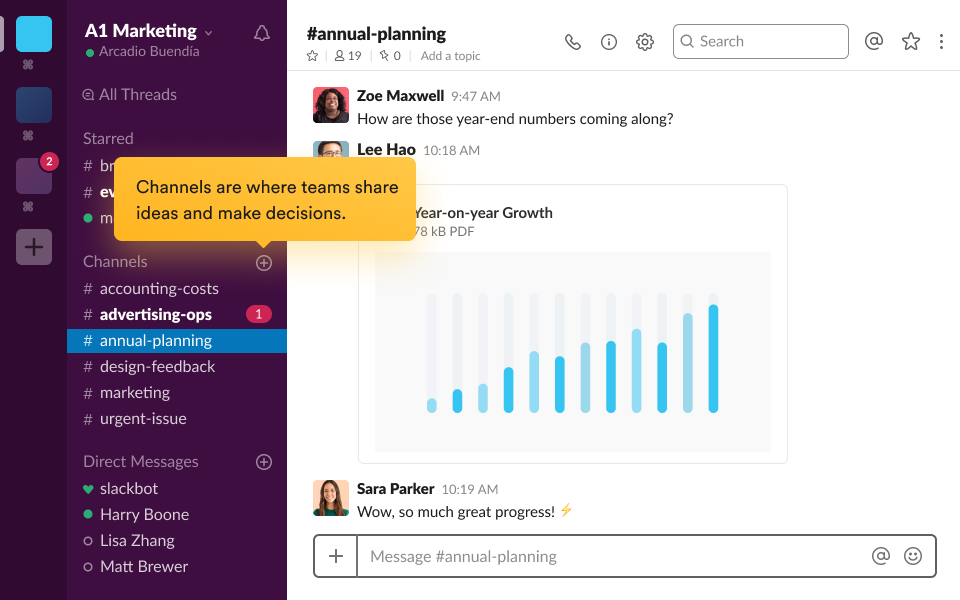 A1 Marketing
Arcadio Buendía
All Threads
Starred
# br
# ev
m
Channels are where teams share
ideas and make decisions.
Channels
# accounting-costs
# advertising-ops 1
# annual-planning
# design-feedback
# marketing
# urgent-issue
Direct Messages
slackbot
Harry Boone
Lisa Zhang
Matt Brewer
2
#annual-planning
19
0
Add a topic
Search
Zoe Maxwell 9:47 AM
How are those year-end numbers coming along?
Lee Hao 10:18 AM
Year-on-year Growth
78 kB PDF
Sara Parker 10:19 AM
Wow, so much great progress! ⚡
Message #annual-planning